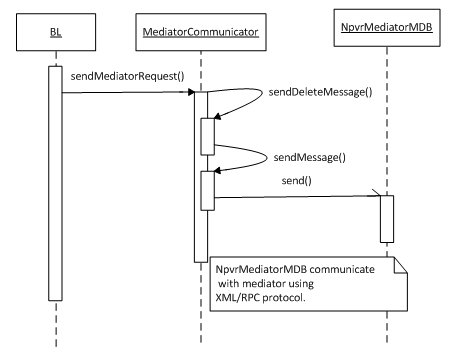 BL
MediatorCommunicator
NpvrMediatorMDB
sendMediatorRequest()
sendDeleteMessage()
sendMessage()
send()
NpvrMediatorMDB communicate
with mediator using
XML/RPC protocol.